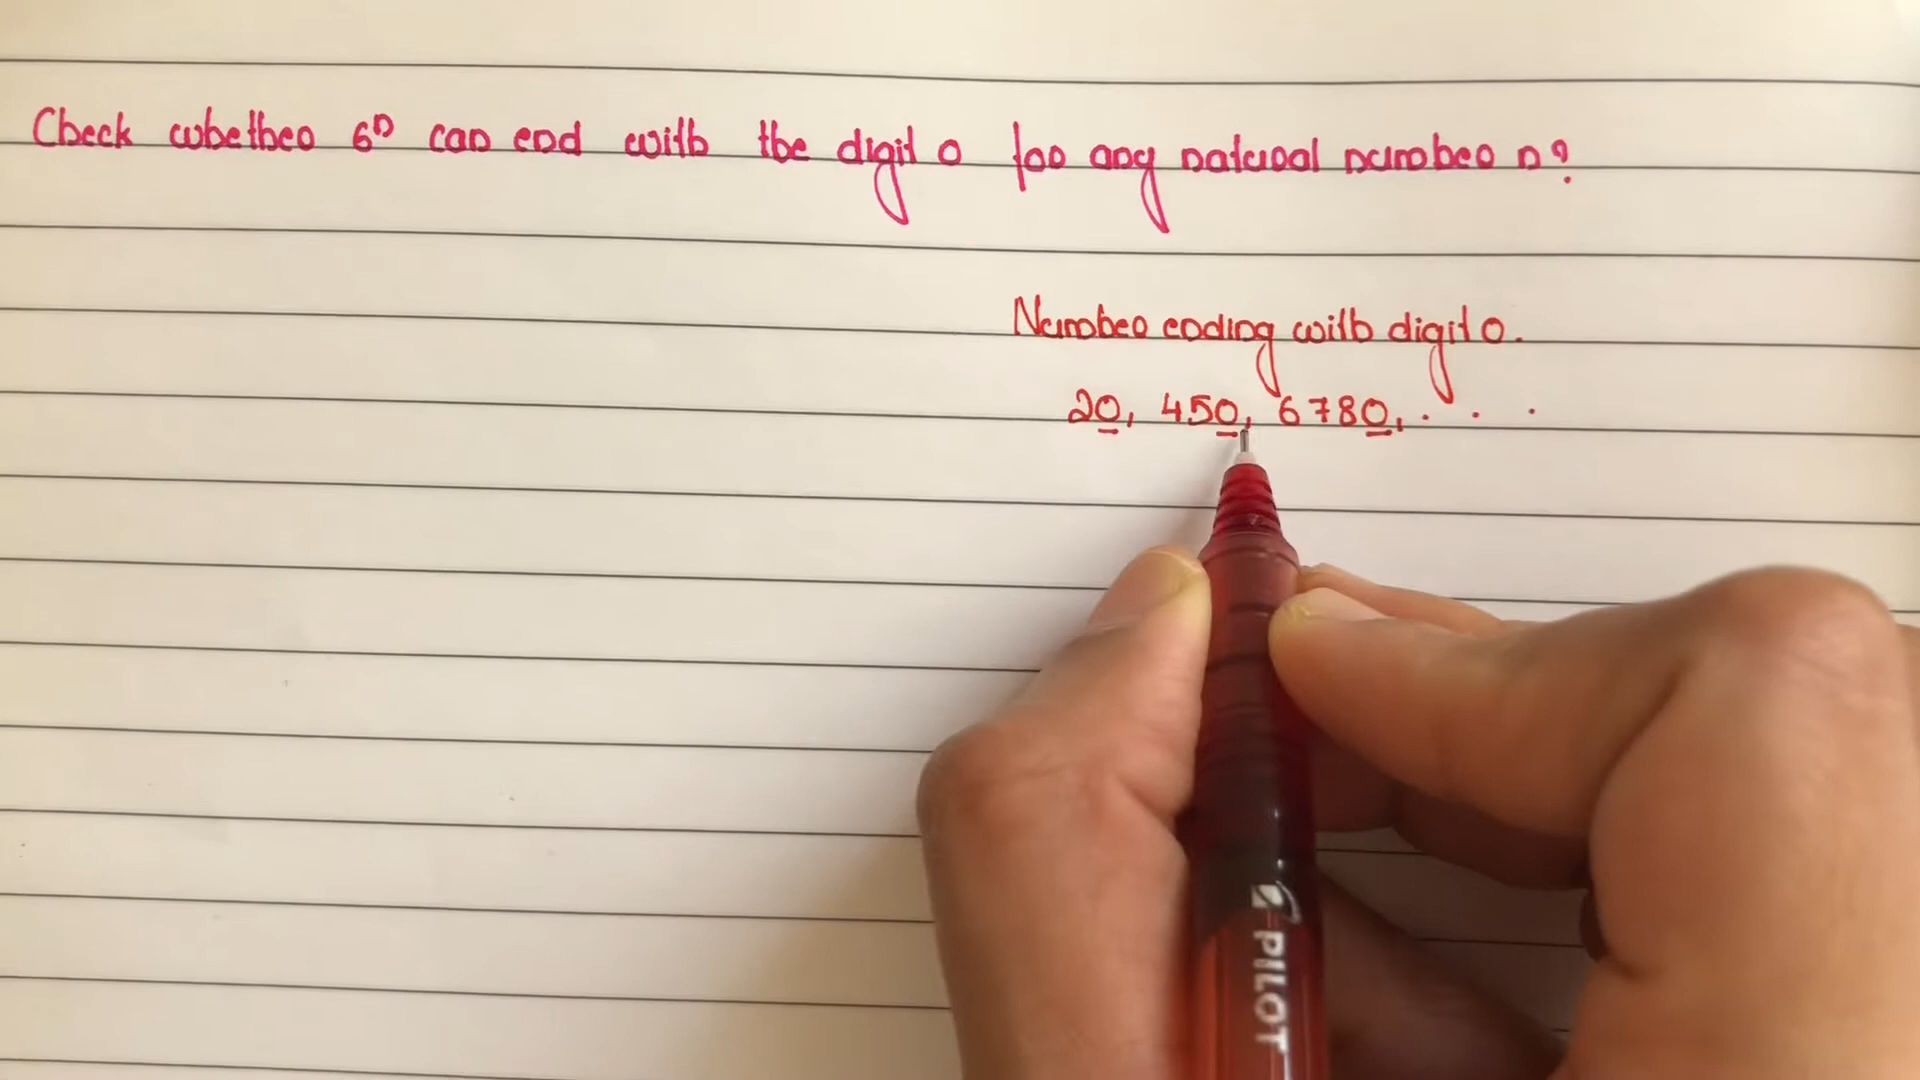 Check whether 6ⁿ can end with the digit 0 for any natural number n?
Number ending with digit 0.
20, 450, 6780, . . .
PILOT